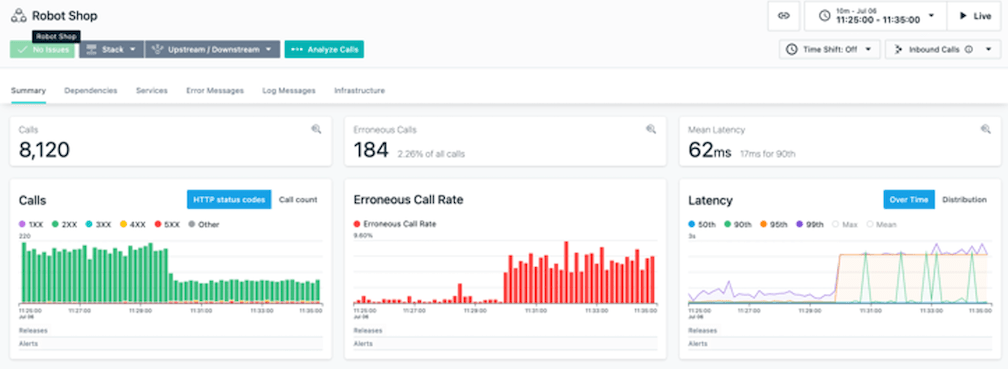 Robot Shop
10m - Jul 06
11:25:00 - 11:35:00
Live
Robot Shop
No Issues
Stack
Upstream / Downstream
Analyze Calls
Time Shift: Off
Inbound Calls
Summary
Dependencies
Services
Error Messages
Log Messages
Infrastructure
Calls
8,120
Erroneous Calls
184 2.26% of all calls
Mean Latency
62ms 17ms for 90th
Calls
HTTP status codes
Call count
1XX 2XX 3XX 4XX 5XX Other
220
11:25:00 11:27:00 11:29:00 11:31:00 11:33:00 11:35:00
Jul 06
Releases
Alerts
Erroneous Call Rate
Erroneous Call Rate
9.60%
11:25:00 11:27:00 11:29:00 11:31:00 11:33:00 11:35:00
Jul 06
Releases
Alerts
Latency
Over Time
Distribution
50th 90th 95th 99th Max Mean
3s
11:25:00 11:27:00 11:29:00 11:31:00 11:33:00 11:35:00
Jul 06
Releases
Alerts